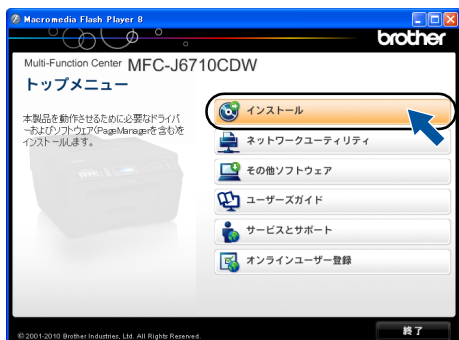 Macromedia Flash Player 8
brother
Multi-Function Center MFC-J6710CDW
トップメニュー
本製品を動作させるために必要なドライバ
ーおよびソフトウェア(PageManagerを含む)を
インストールします。
インストール
ネットワークユーティリティ
その他ソフトウェア
ユーザーズガイド
サービスとサポート
オンラインユーザー登録
© 2001-2010 Brother Industries, Ltd. All Rights Reserved.
終了